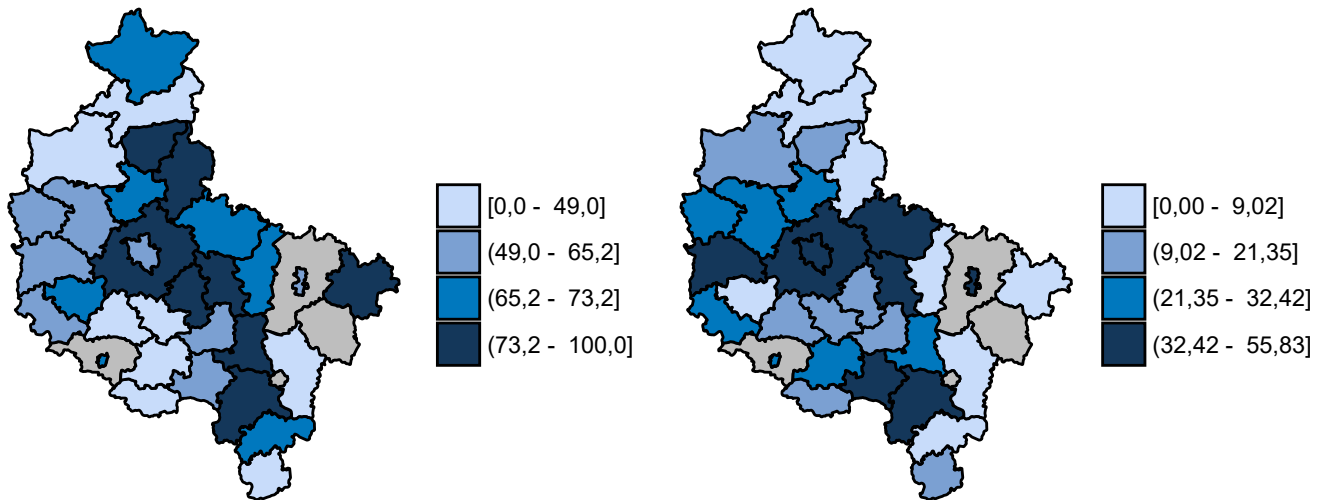 [0,0 - 49,0]
(49,0 - 65,2]
(65,2 - 73,2]
(73,2 - 100,0]
[0,00 - 9,02]
(9,02 - 21,35]
(21,35 - 32,42]
(32,42 - 55,83]